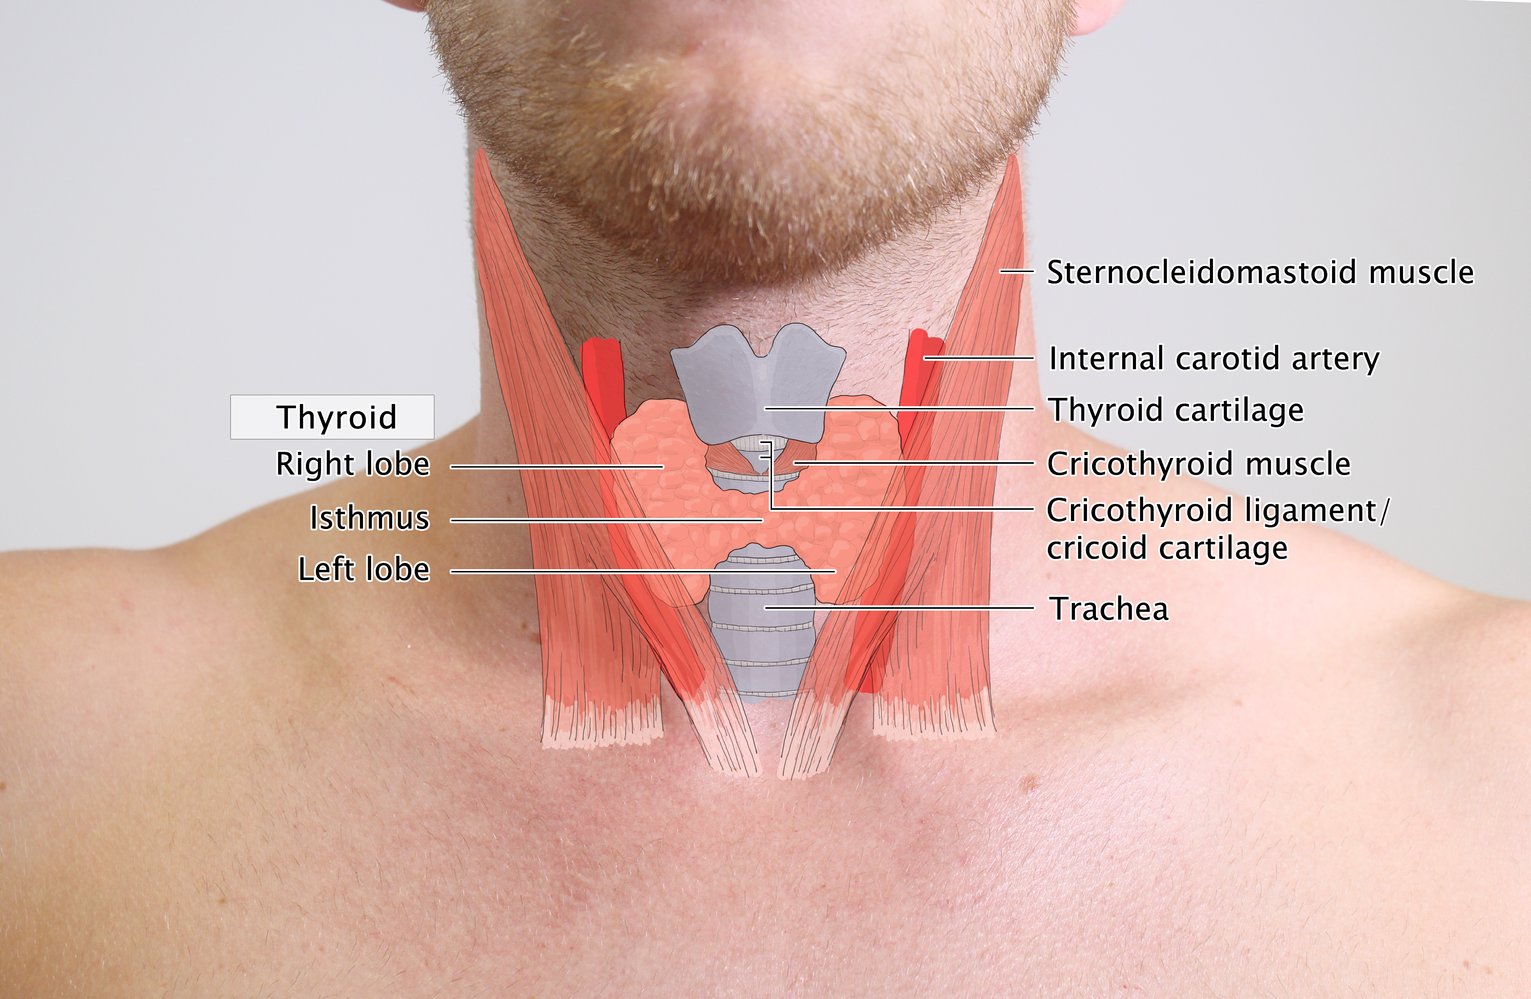 Thyroid
Right lobe
Isthmus
Left lobe
Sternocleidomastoid muscle
Internal carotid artery
Thyroid cartilage
Cricothyroid muscle
Cricothyroid ligament/
cricoid cartilage
Trachea